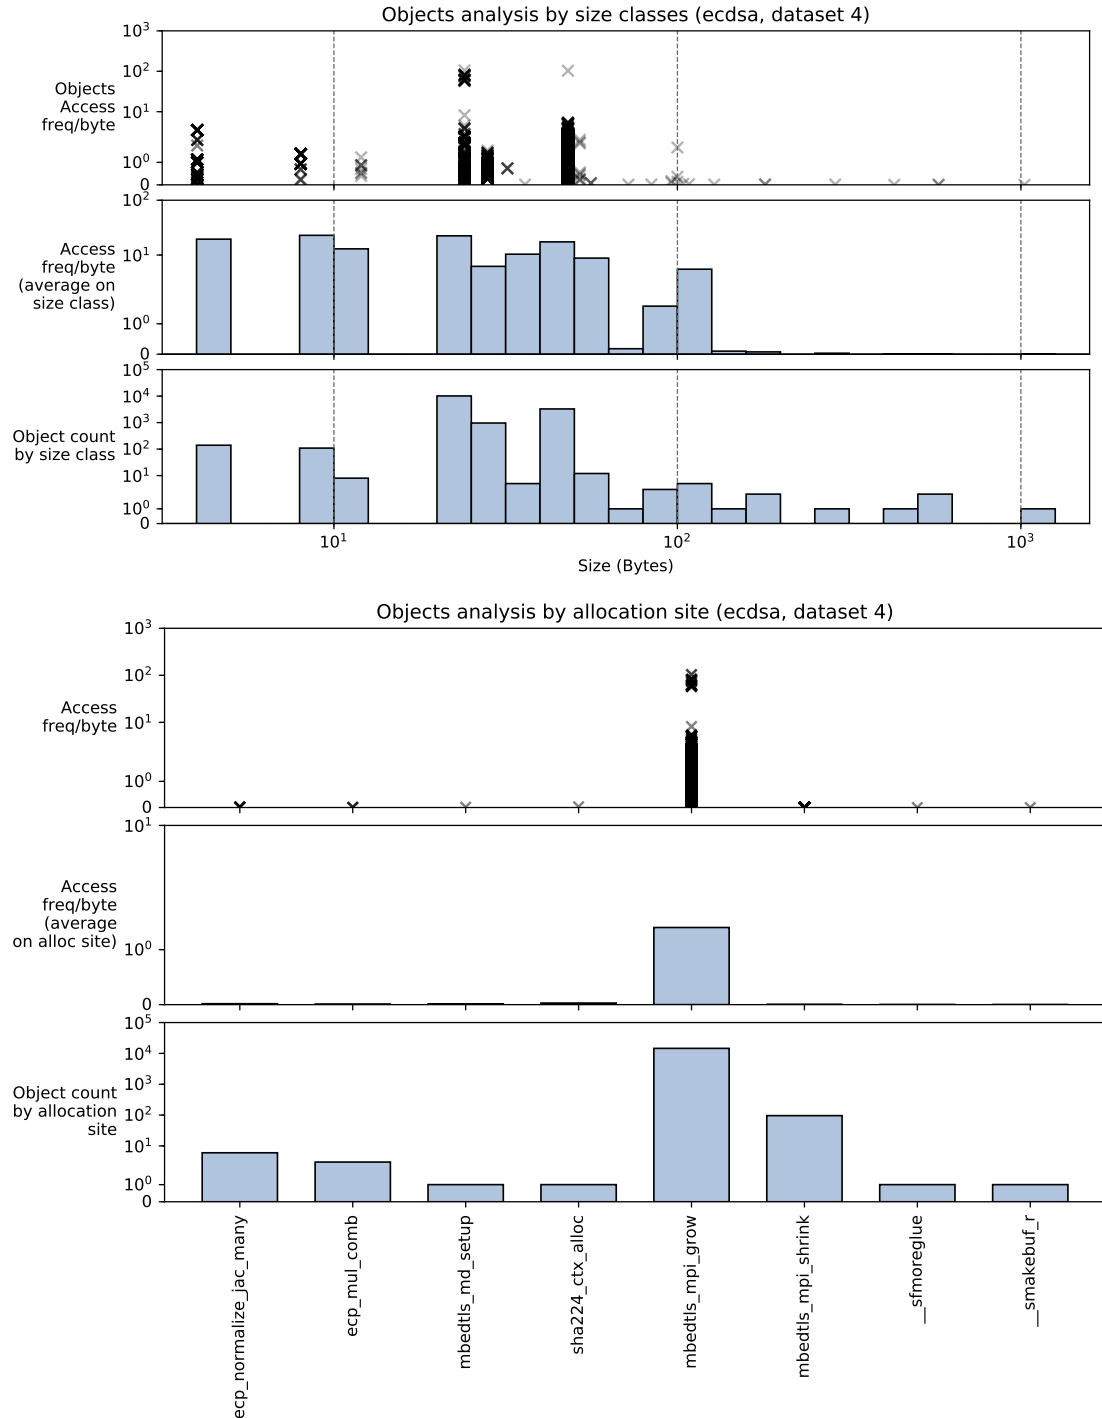 Objects analysis by size classes (ecdsa, dataset 4)
Objects
Access
freq/byte
10³
10²
10¹
10⁰
0
Access
freq/byte
(average on
size class)
10²
10¹
10⁰
0
Object count
by size class
10⁵
10⁴
10³
10²
10¹
10⁰
0
10¹ 10² 10³
Size (Bytes)
Objects analysis by allocation site (ecdsa, dataset 4)
Access
freq/byte
10³
10²
10¹
10⁰
0
Access
freq/byte
(average
on alloc site)
10¹
10⁰
0
Object count
by allocation
site
10⁵
10⁴
10³
10²
10¹
10⁰
0
ecp_normalize_jac_many
ecp_mul_comb
mbedtls_md_setup
sha224_ctx_alloc
mbedtls_mpi_grow
mbedtls_mpi_shrink
__sfmoreglue
__smakebuf_r